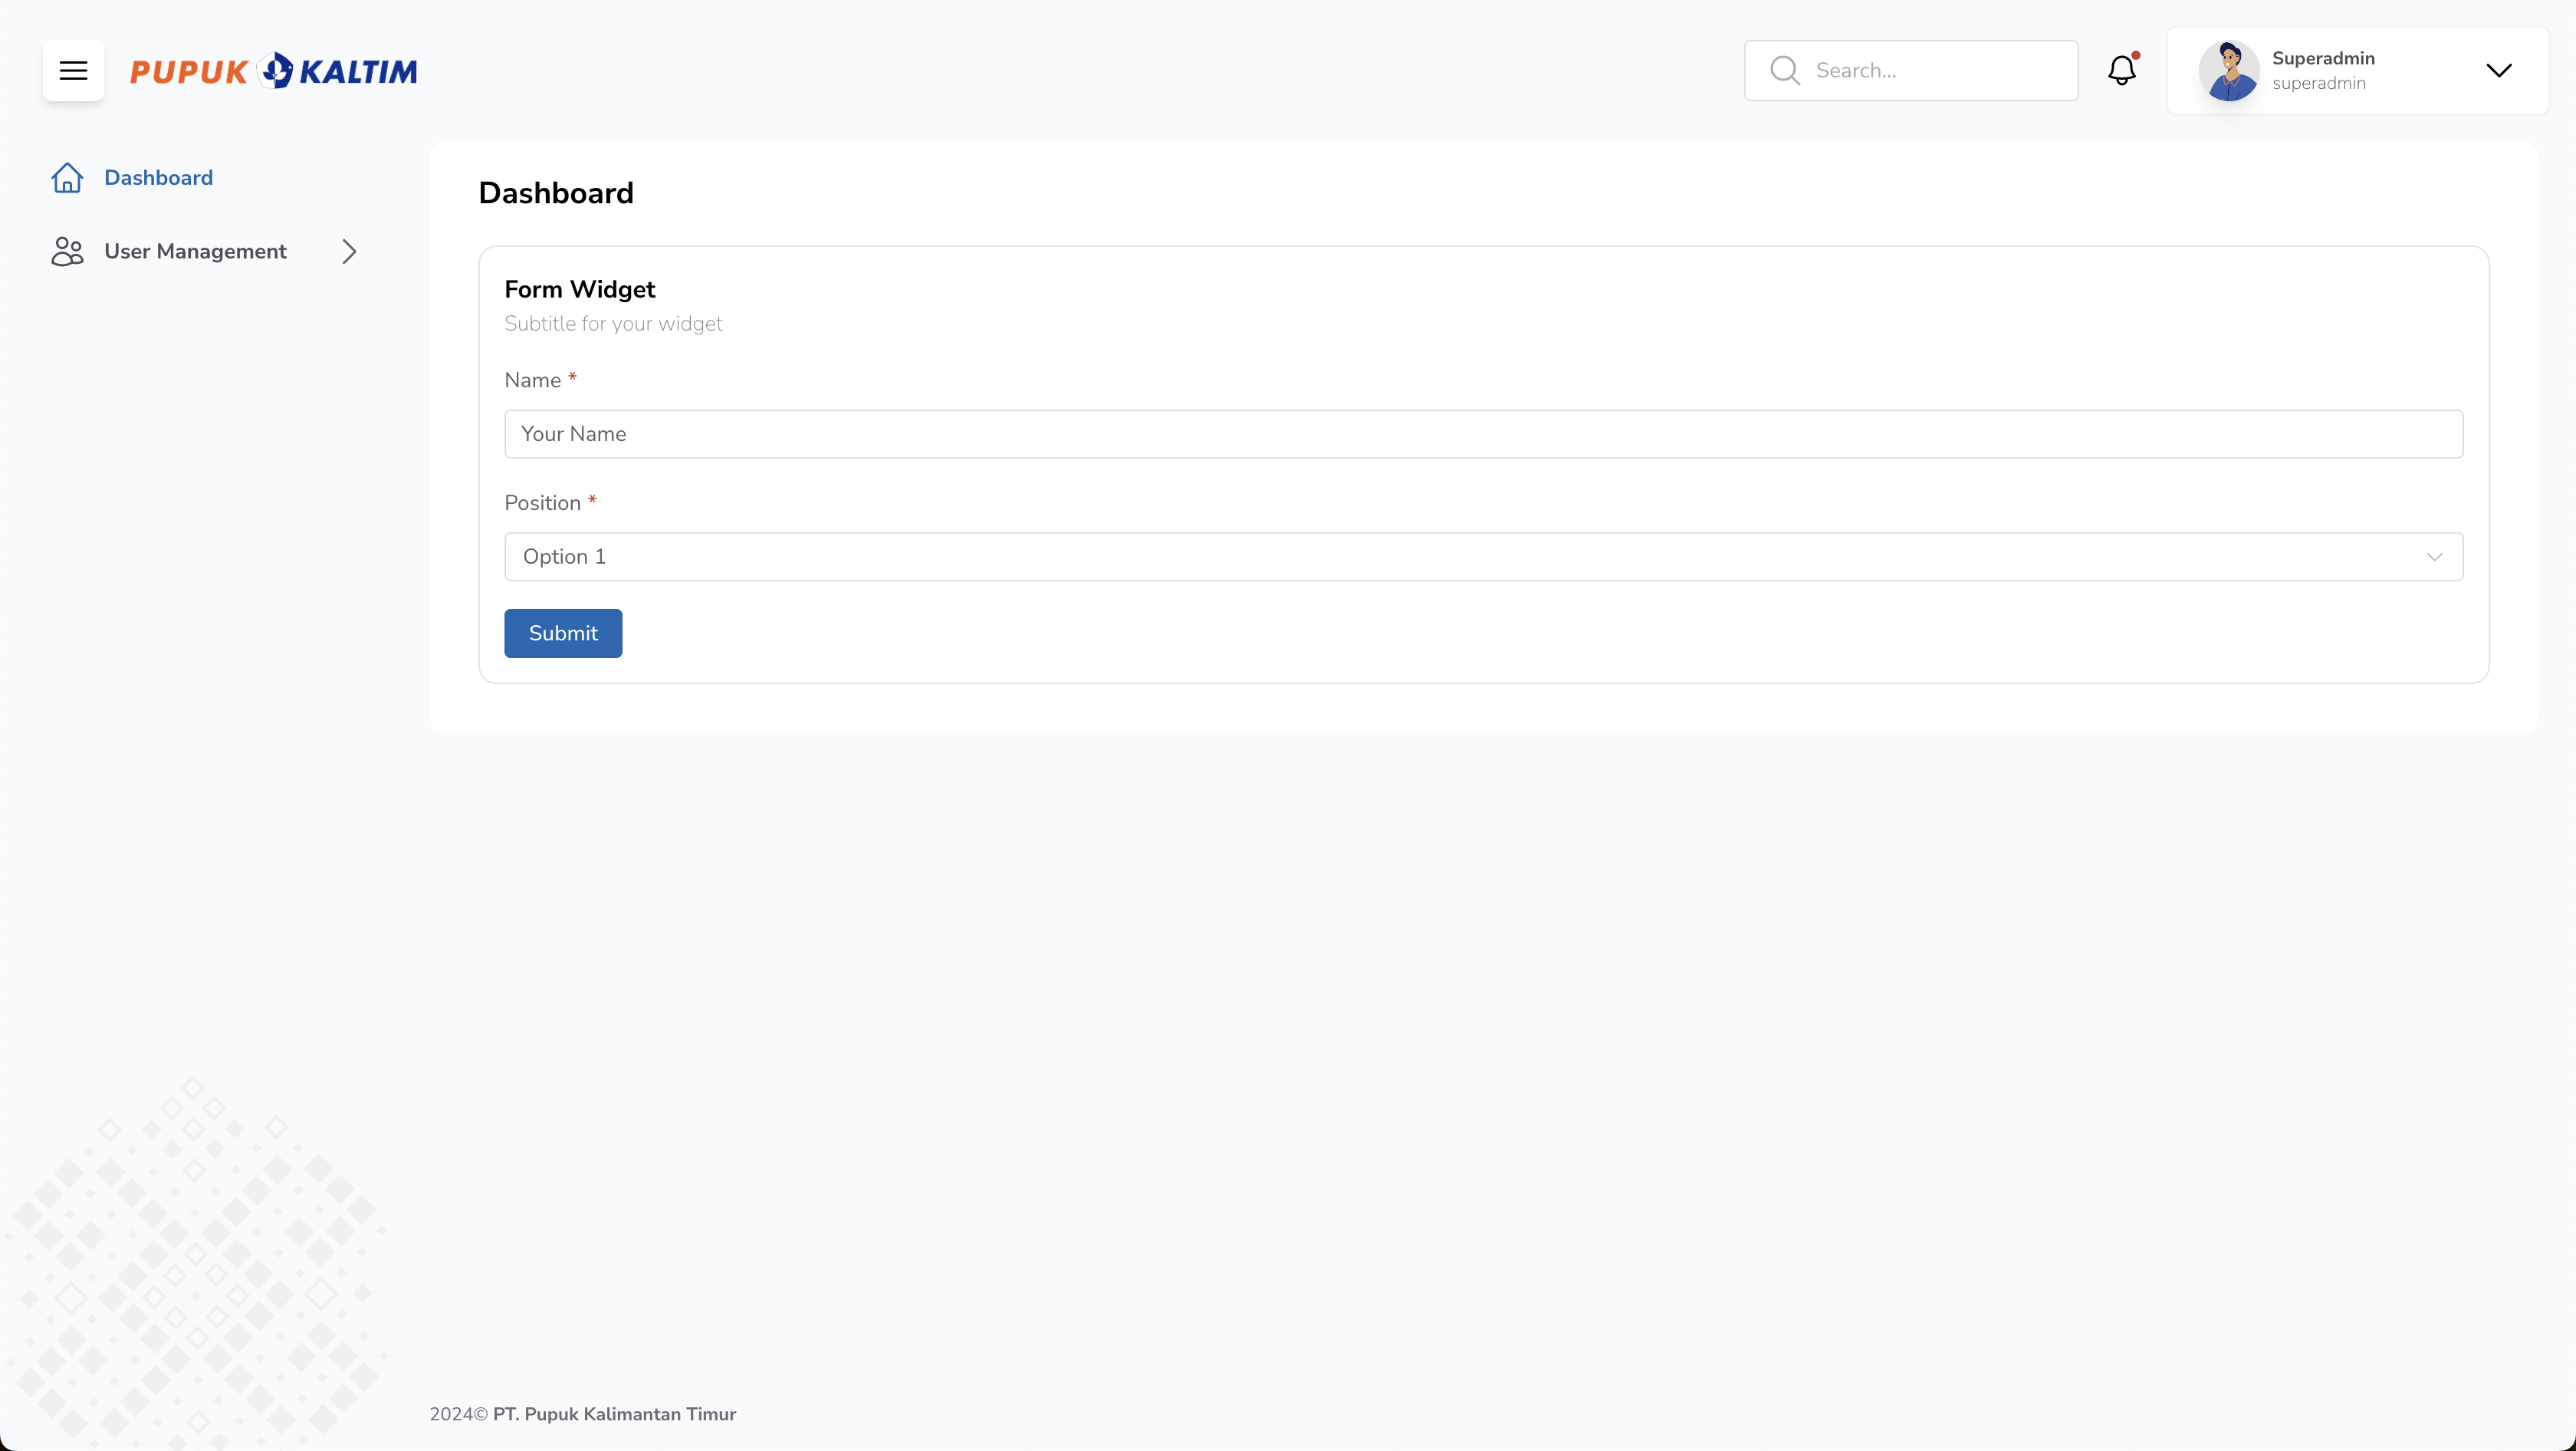 PUPUK KALTIM
Search...
Superadmin
superadmin
Dashboard
User Management
Dashboard
Form Widget
Subtitle for your widget
Name *
Your Name
Position *
Option 1
Submit
2024© PT. Pupuk Kalimantan Timur